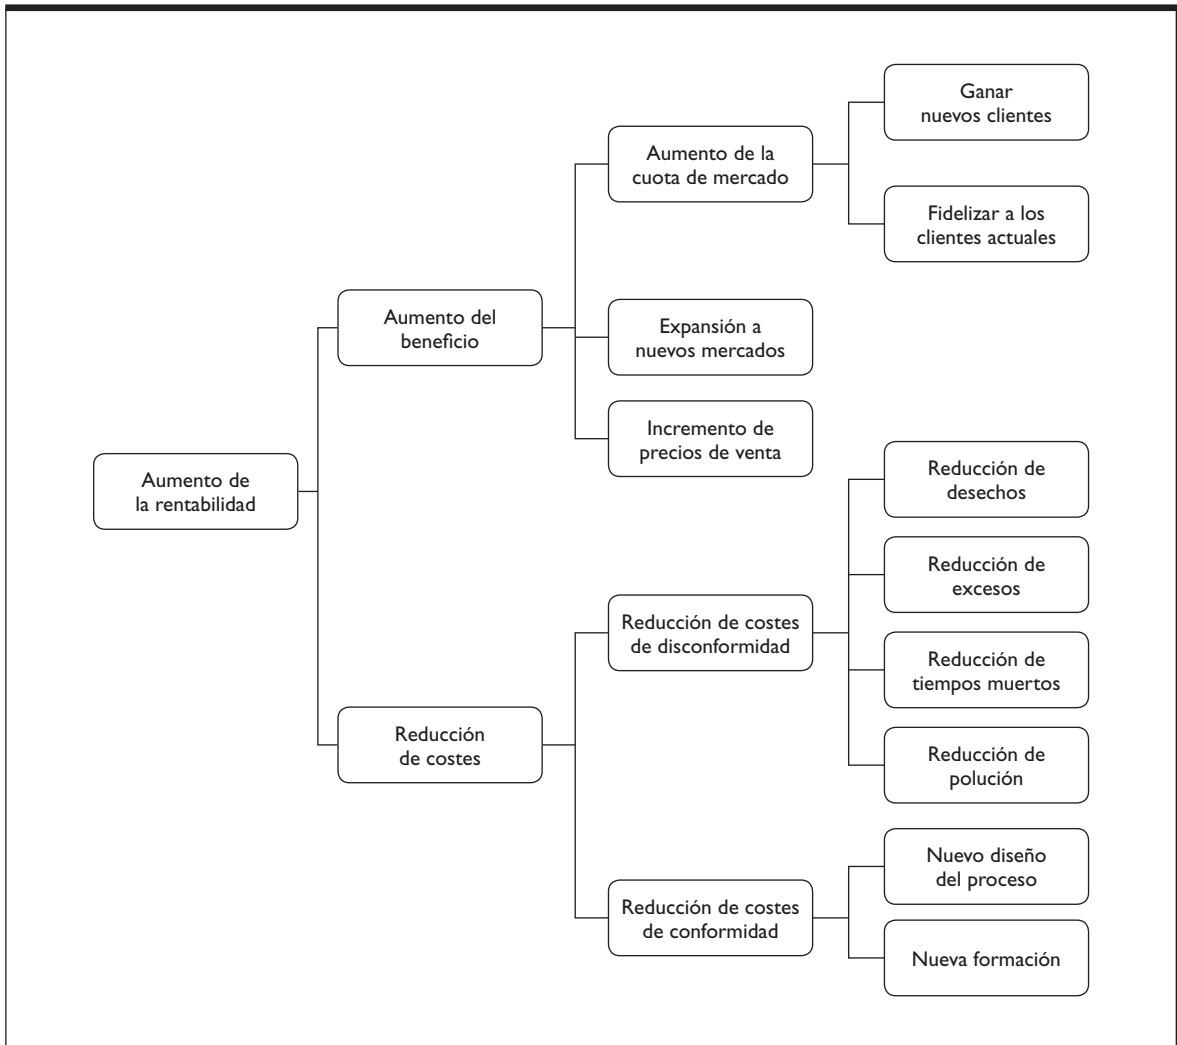 Ganar
nuevos clientes
Aumento de la
cuota de mercado
Fidelizar a los
clientes actuales
Aumento del
beneficio
Expansión a
nuevos mercados
Incremento de
precios de venta
Aumento de
la rentabilidad
Reducción de
desechos
Reducción de
excesos
Reducción de costes
de disconformidad
Reducción de
tiempos muertos
Reducción
de costes
Reducción de
polución
Nuevo diseño
del proceso
Reducción de costes
de conformidad
Nueva formación